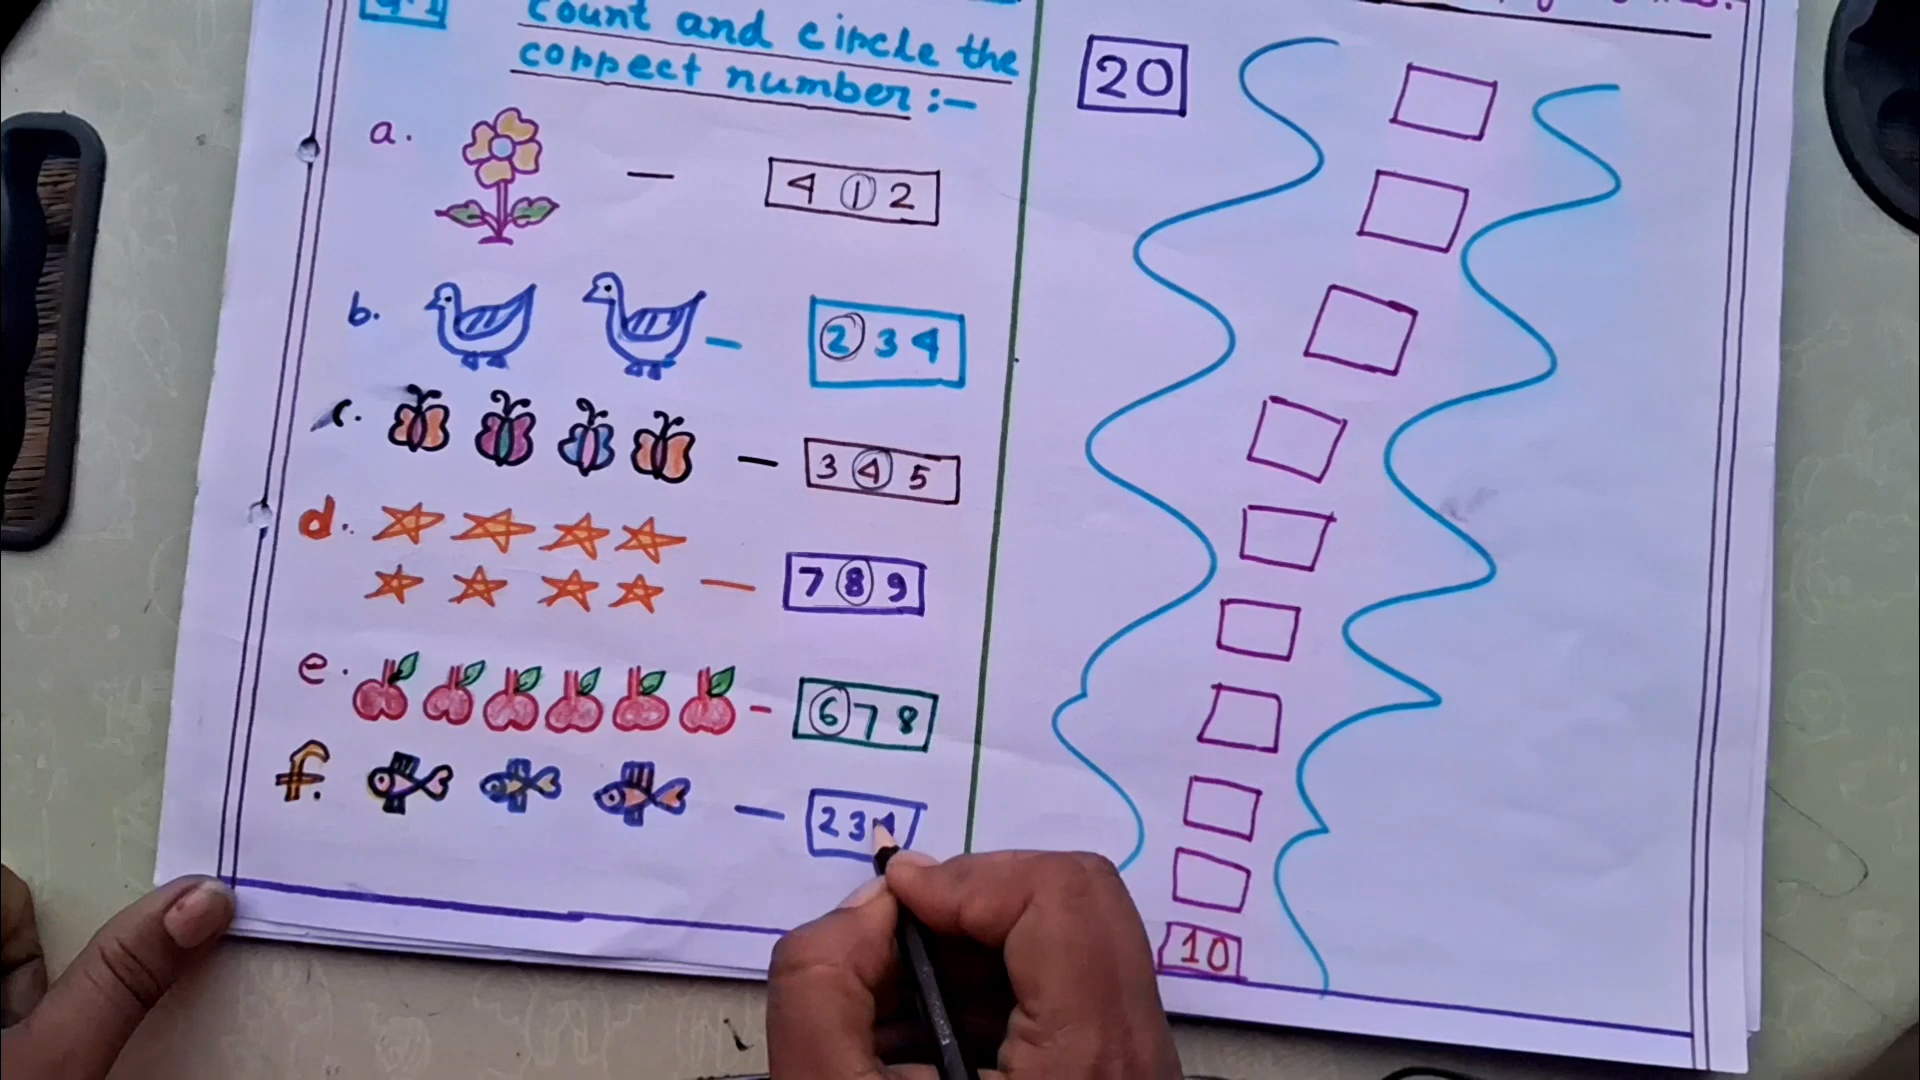 count and circle the
correct number:-
a. — 4 1 2
b. — 2 3 4
c. — 3 4 5
d. — 7 8 9
e. - 6 7 8
f. — 2 3 4
20
10